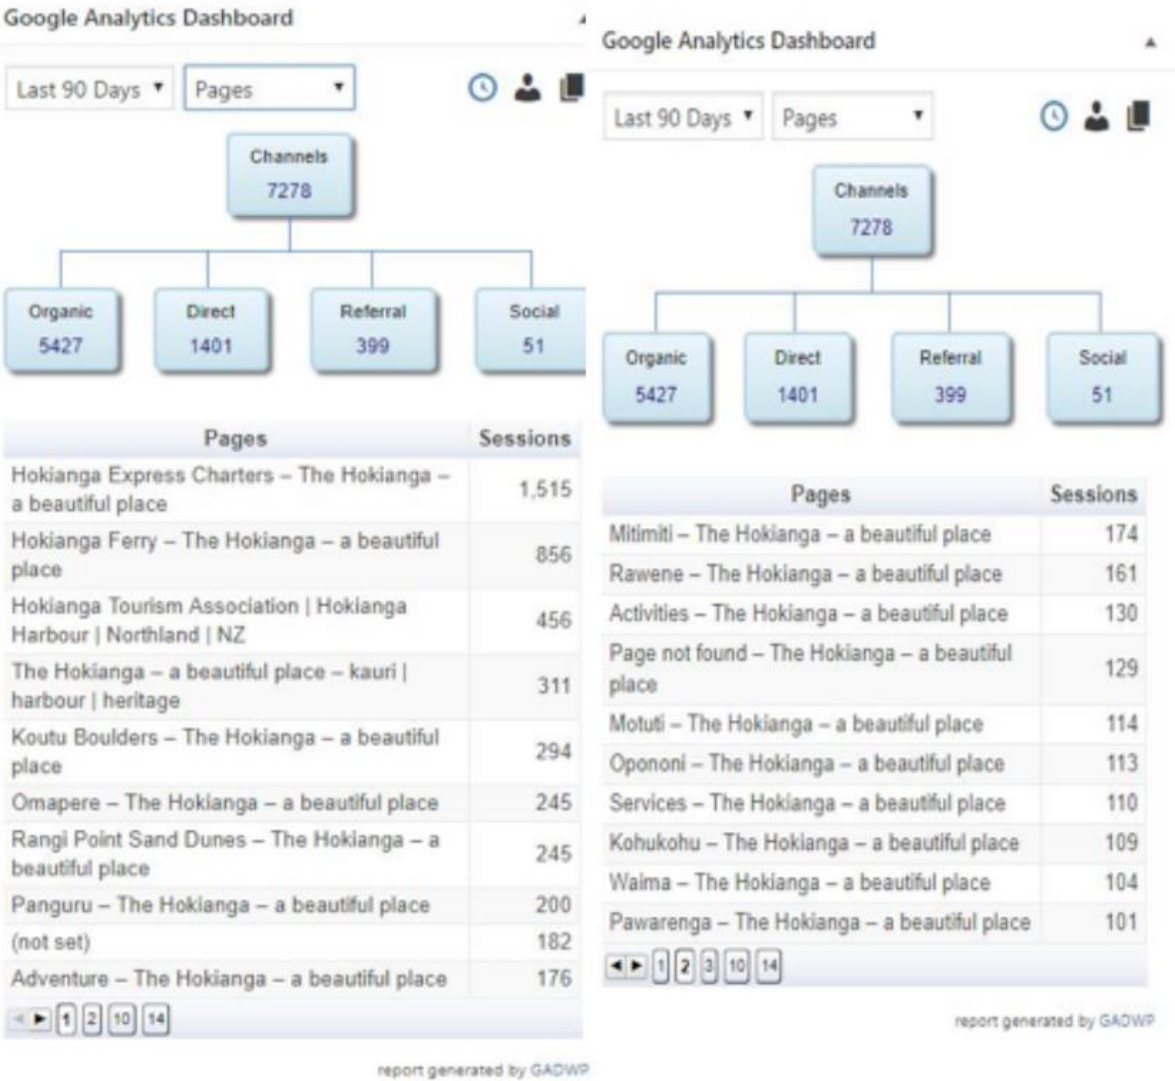 Google Analytics Dashboard
Last 90 Days
Pages
Channels
7278
Organic
5427
Direct
1401
Referral
399
Social
51
Pages Sessions
Hokianga Express Charters – The Hokianga –
a beautiful place
1,515
Hokianga Ferry – The Hokianga – a beautiful
place
856
Hokianga Tourism Association | Hokianga
Harbour | Northland | NZ
456
The Hokianga – a beautiful place – kauri |
harbour | heritage
311
Koutu Boulders – The Hokianga – a beautiful
place
294
Omapere – The Hokianga – a beautiful place 245
Rangi Point Sand Dunes – The Hokianga – a
beautiful place
245
Panguru – The Hokianga – a beautiful place 200
(not set) 182
Adventure – The Hokianga – a beautiful place 176
1 2 10 14
report generated by GADWP
Google Analytics Dashboard
Last 90 Days
Pages
Channels
7278
Organic
5427
Direct
1401
Referral
399
Social
51
Pages Sessions
Mitimiti – The Hokianga – a beautiful place 174
Rawene – The Hokianga – a beautiful place 161
Activities – The Hokianga – a beautiful place 130
Page not found – The Hokianga – a beautiful
place
129
Motuti – The Hokianga – a beautiful place 114
Opononi – The Hokianga – a beautiful place 113
Services – The Hokianga – a beautiful place 110
Kohukohu – The Hokianga – a beautiful place 109
Waima – The Hokianga – a beautiful place 104
Pawarenga – The Hokianga – a beautiful place 101
1 2 3 10 14
report generated by GADWP